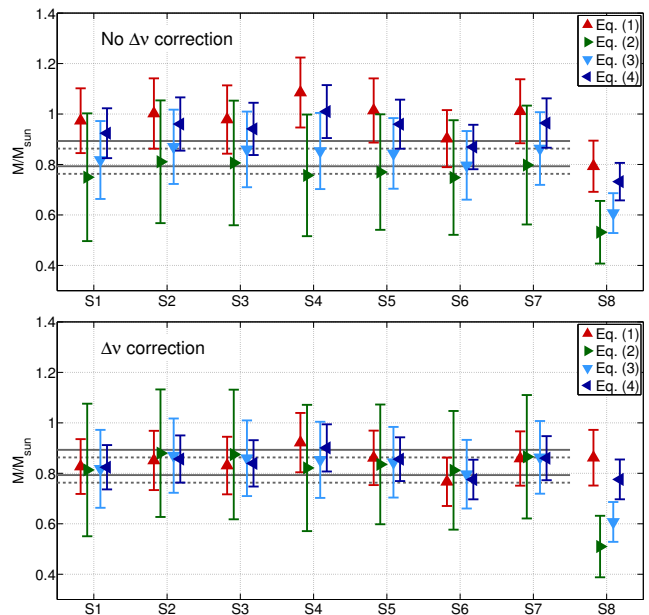 1.4
No Δν correction
Eq. (1)
Eq. (2)
Eq. (3)
Eq. (4)
1.2
1
0.8
0.6
0.4
M/M_sun
S1 S2 S3 S4 S5 S6 S7 S8
1.4
Δν correction
Eq. (1)
Eq. (2)
Eq. (3)
Eq. (4)
1.2
1
0.8
0.6
0.4
M/M_sun
S1 S2 S3 S4 S5 S6 S7 S8